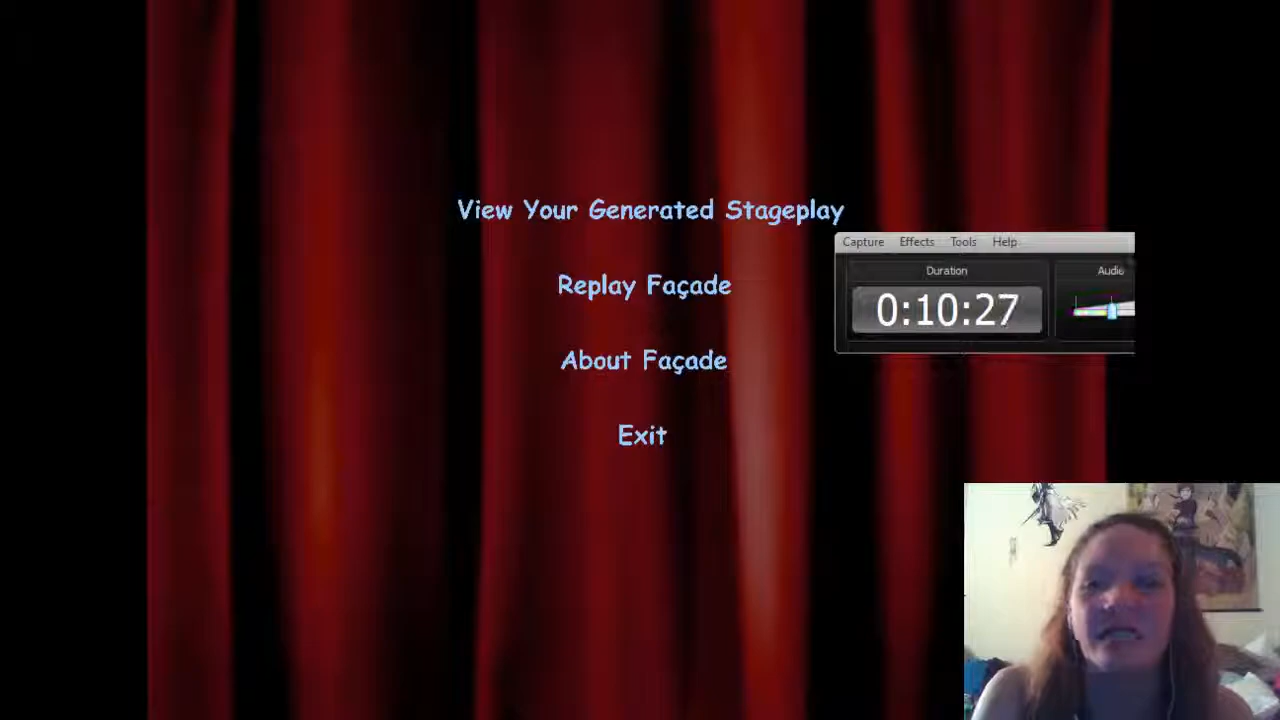 View Your Generated Stageplay
Capture Effects Tools Help
Duration
Audio
0:10:27
Replay Façade
About Façade
Exit